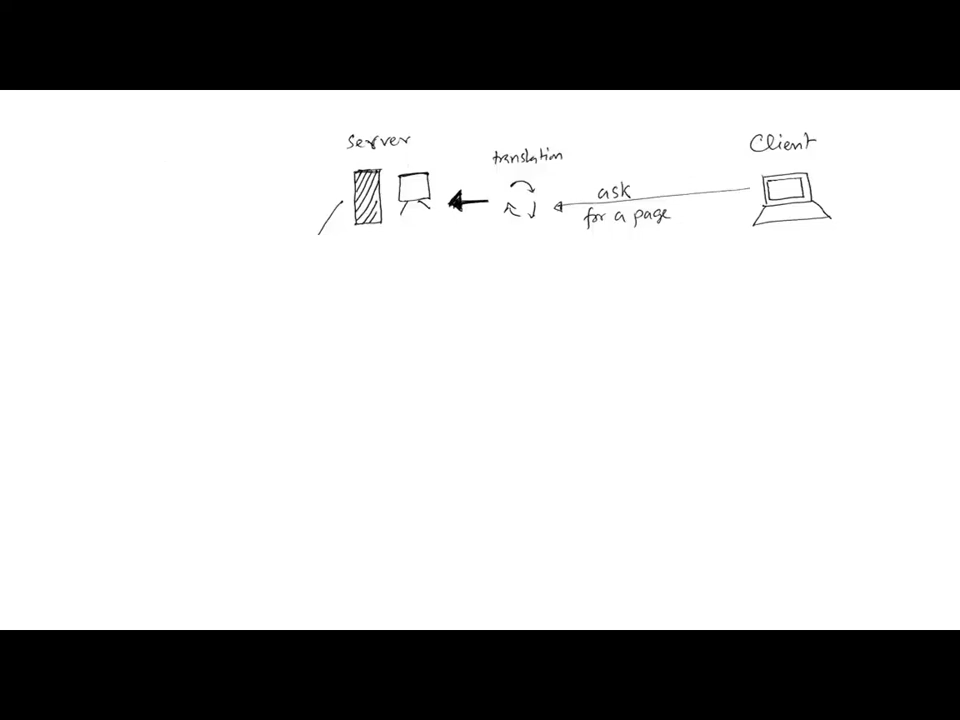 Server
translation
Client
ask
for a page